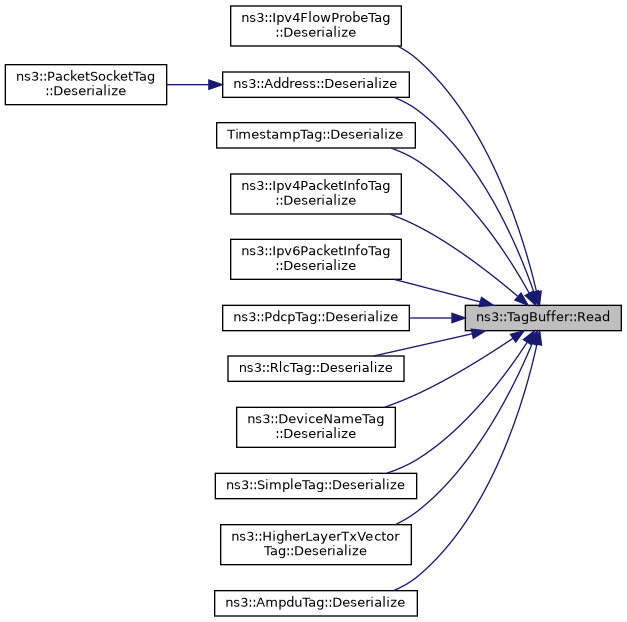 ns3::Ipv4FlowProbeTag
::Deserialize
ns3::PacketSocketTag
::Deserialize
ns3::Address::Deserialize
TimestampTag::Deserialize
ns3::Ipv4PacketInfoTag
::Deserialize
ns3::Ipv6PacketInfoTag
::Deserialize
ns3::TagBuffer::Read
ns3::PdcpTag::Deserialize
ns3::RlcTag::Deserialize
ns3::DeviceNameTag
::Deserialize
ns3::SimpleTag::Deserialize
ns3::HigherLayerTxVector
Tag::Deserialize
ns3::AmpduTag::Deserialize